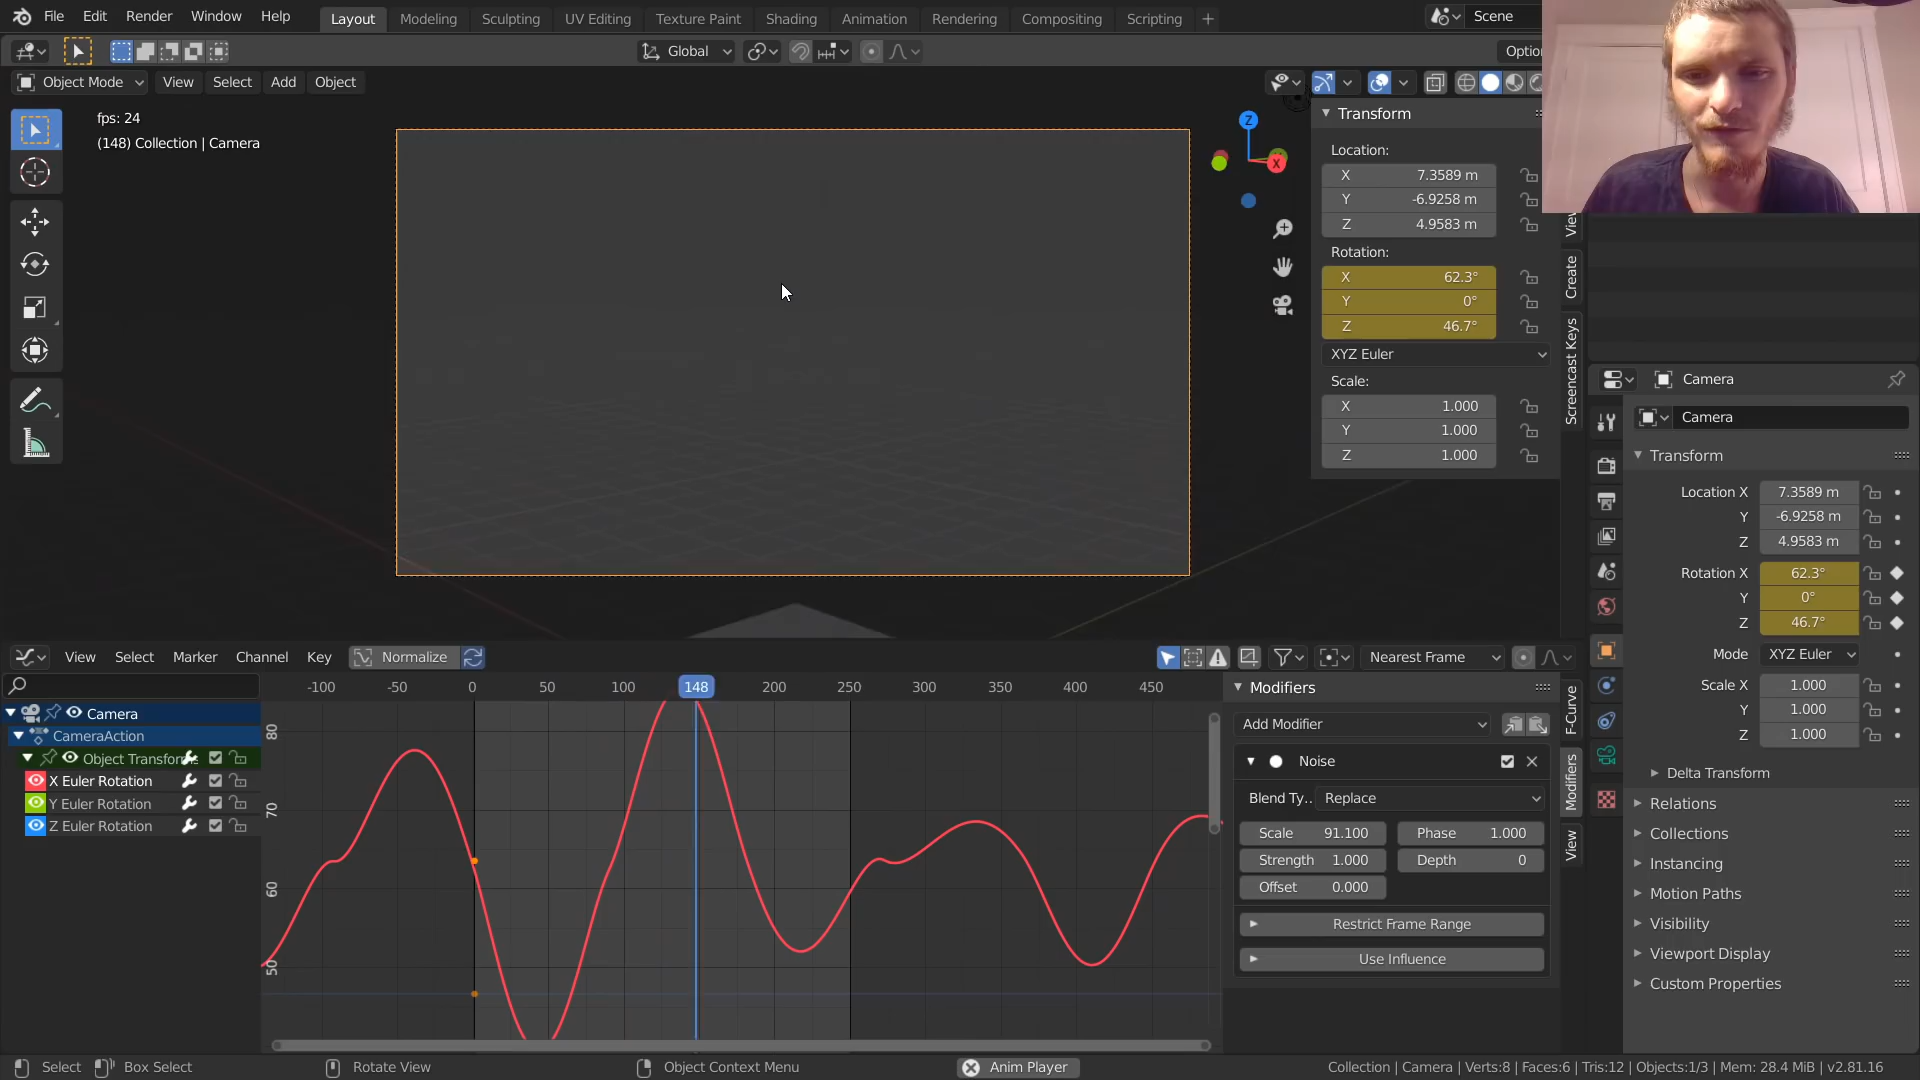 File Edit Render Window Help Layout Modeling Sculpting UV Editing Texture Paint Shading Animation Rendering Compositing Scripting + Scene
Global Optio
Object Mode View Select Add Object
fps: 24
(148) Collection | Camera
Z
X
Transform
Location:
X 7.3589 m
Y -6.9258 m
Z 4.9583 m
Rotation:
X 62.3°
Y 0°
Z 46.7°
XYZ Euler
Scale:
X 1.000
Y 1.000
Z 1.000
View
Create
Screencast Keys
Camera
Camera
Transform
Location X 7.3589 m
Y -6.9258 m
Z 4.9583 m
Rotation X 62.3°
Y 0°
Z 46.7°
Mode XYZ Euler
Scale X 1.000
Y 1.000
Z 1.000
Delta Transform
Relations
Collections
Instancing
Motion Paths
Visibility
Viewport Display
Custom Properties
View Select Marker Channel Key Normalize Nearest Frame
-100 -50 0 50 100 148 200 250 300 350 400 450
Camera
CameraAction
Object Transform
X Euler Rotation
Y Euler Rotation
Z Euler Rotation
80
70
60
50
Modifiers
Add Modifier
Noise
Blend Ty.. Replace
Scale 91.100 Phase 1.000
Strength 1.000 Depth 0
Offset 0.000
Restrict Frame Range
Use Influence
F-Curve
Modifiers
View
Select Box Select Rotate View Object Context Menu Anim Player Collection | Camera | Verts:8 | Faces:6 | Tris:12 | Objects:1/3 | Mem: 28.4 MiB | v2.81.16